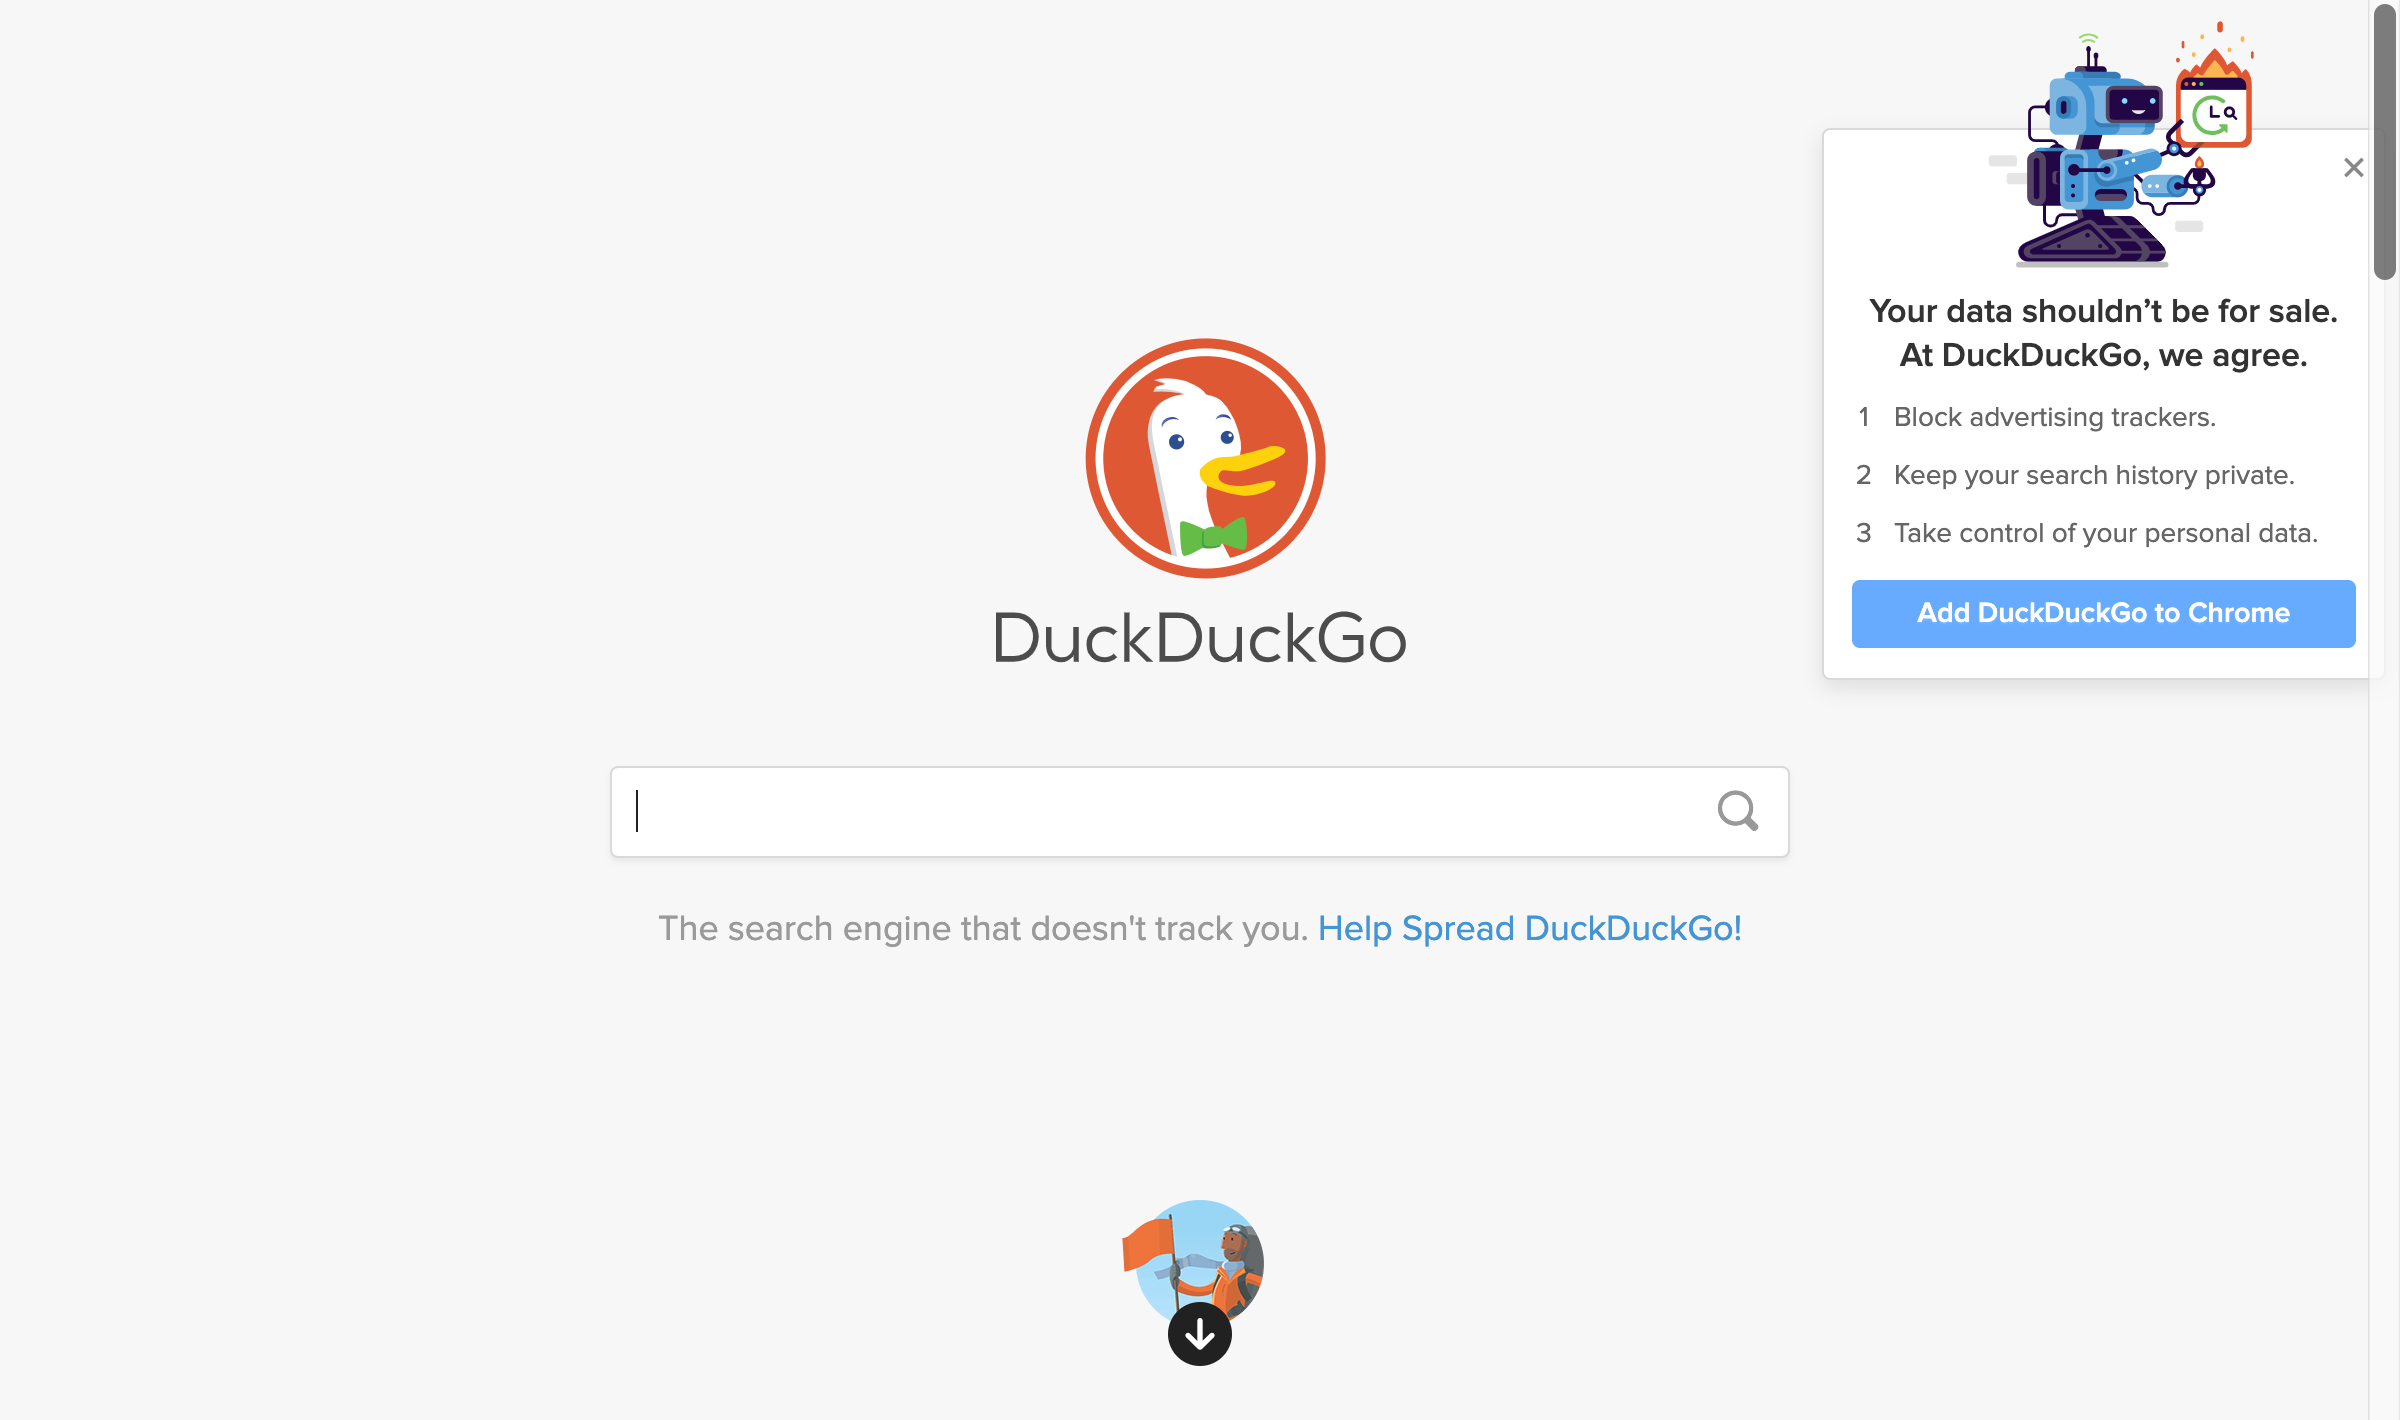 Your data shouldn’t be for sale.
At DuckDuckGo, we agree.
1 Block advertising trackers.
2 Keep your search history private.
3 Take control of your personal data.
Add DuckDuckGo to Chrome
DuckDuckGo
The search engine that doesn't track you. Help Spread DuckDuckGo!